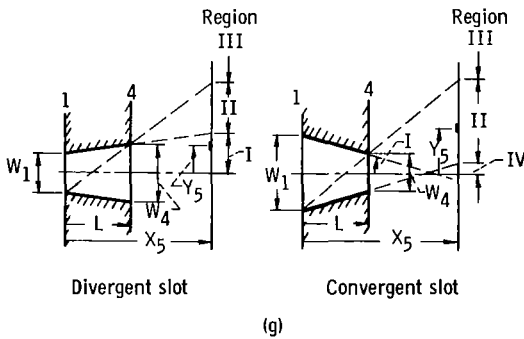 Region
III
II
I
1
4
W1
L
W4
Y5
X5
Divergent slot
Region
III
II
IV
I
1
4
W1
L
W4
Y5
X5
Convergent slot
(g)